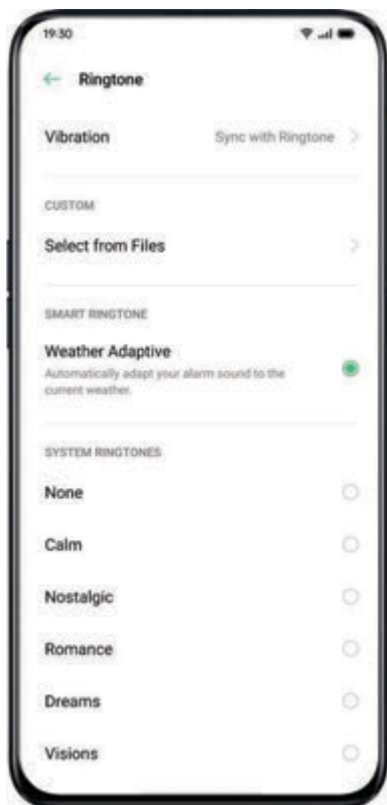 19:30
Ringtone
Vibration Sync with Ringtone
CUSTOM
Select from Files
SMART RINGTONE
Weather Adaptive
Automatically adapt your alarm sound to the
current weather.
SYSTEM RINGTONES
None
Calm
Nostalgic
Romance
Dreams
Visions